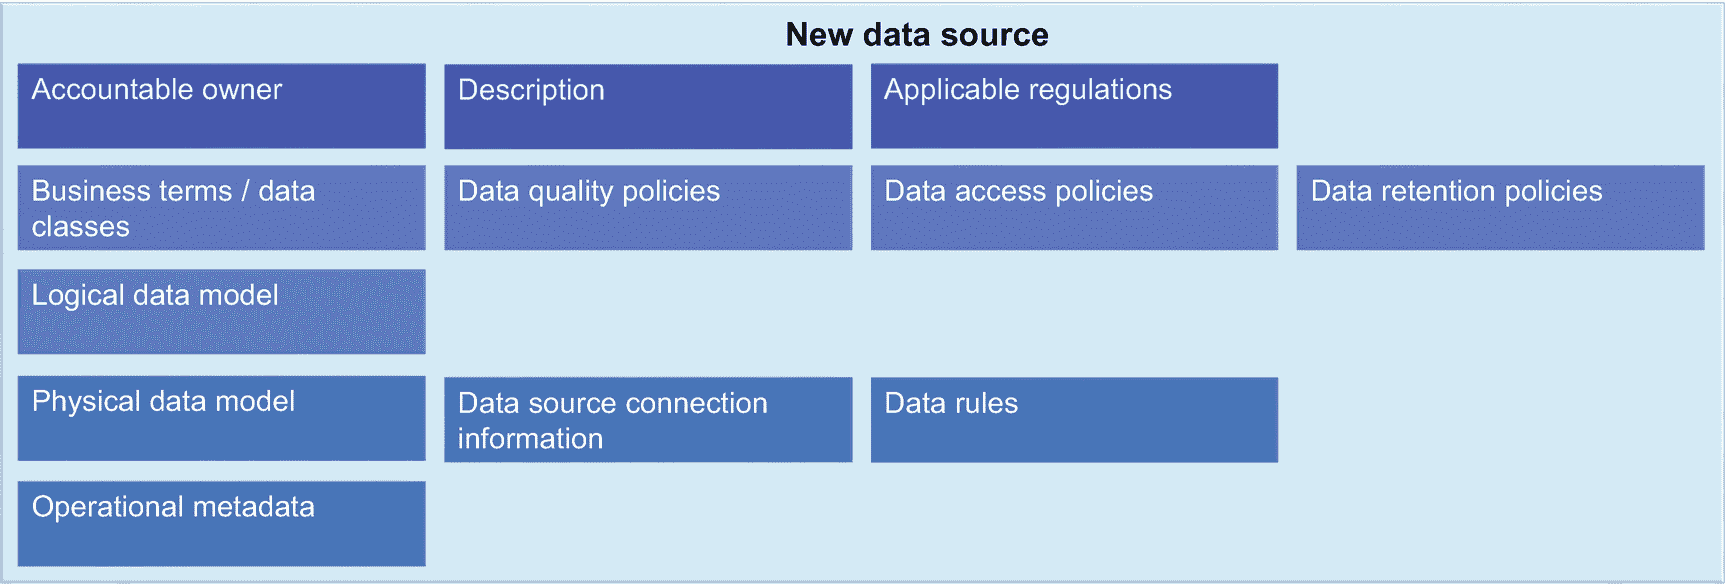 New data source
Accountable owner
Description
Applicable regulations
Business terms / data
classes
Data quality policies
Data access policies
Data retention policies
Logical data model
Physical data model
Data source connection
information
Data rules
Operational metadata